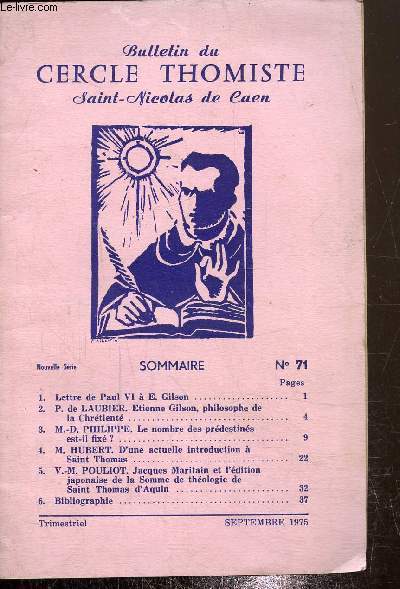 Le-Livre.com
Bulletin du
CERCLE THOMISTE
Saint-Nicolas de Caen
Nouvelle Série SOMMAIRE N° 71
Pages
1. Lettre de Paul VI à E. Gilson ..................... 1
2. P. de LAUBIER. Etienne Gilson, philosophe de
la Chrétienté ..................... 4
3. M.-D. PHILIPPE. Le nombre des prédestinés
est-il fixé ? ..................... 9
4. M. HUBERT. D'une actuelle introduction à
Saint Thomas ..................... 22
5. V.-M. POULIOT. Jacques Maritain et l'édition
japonaise de la Somme de théologie de
Saint Thomas d'Aquin ..................... 32
6. Bibliographie ..................... 37
Trimestriel SEPTEMBRE 1975